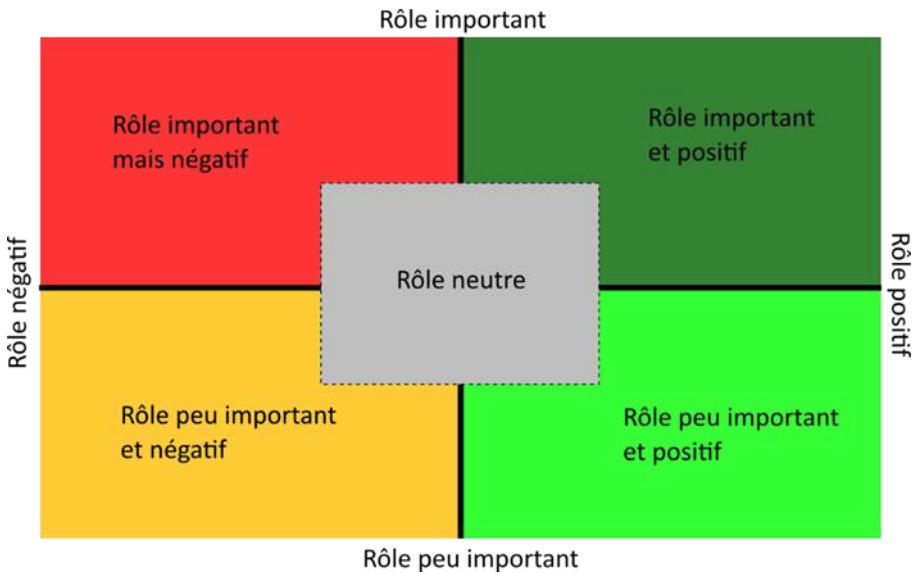 Rôle important
Rôle important
mais négatif
Rôle important
et positif
Rôle négatif
Rôle neutre
Rôle positif
Rôle peu important
et négatif
Rôle peu important
et positif
Rôle peu important